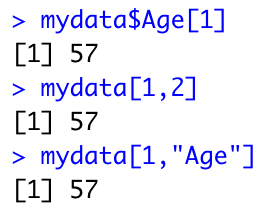 > mydata$Age[1]
[1] 57
> mydata[1,2]
[1] 57
> mydata[1,"Age"]
[1] 57